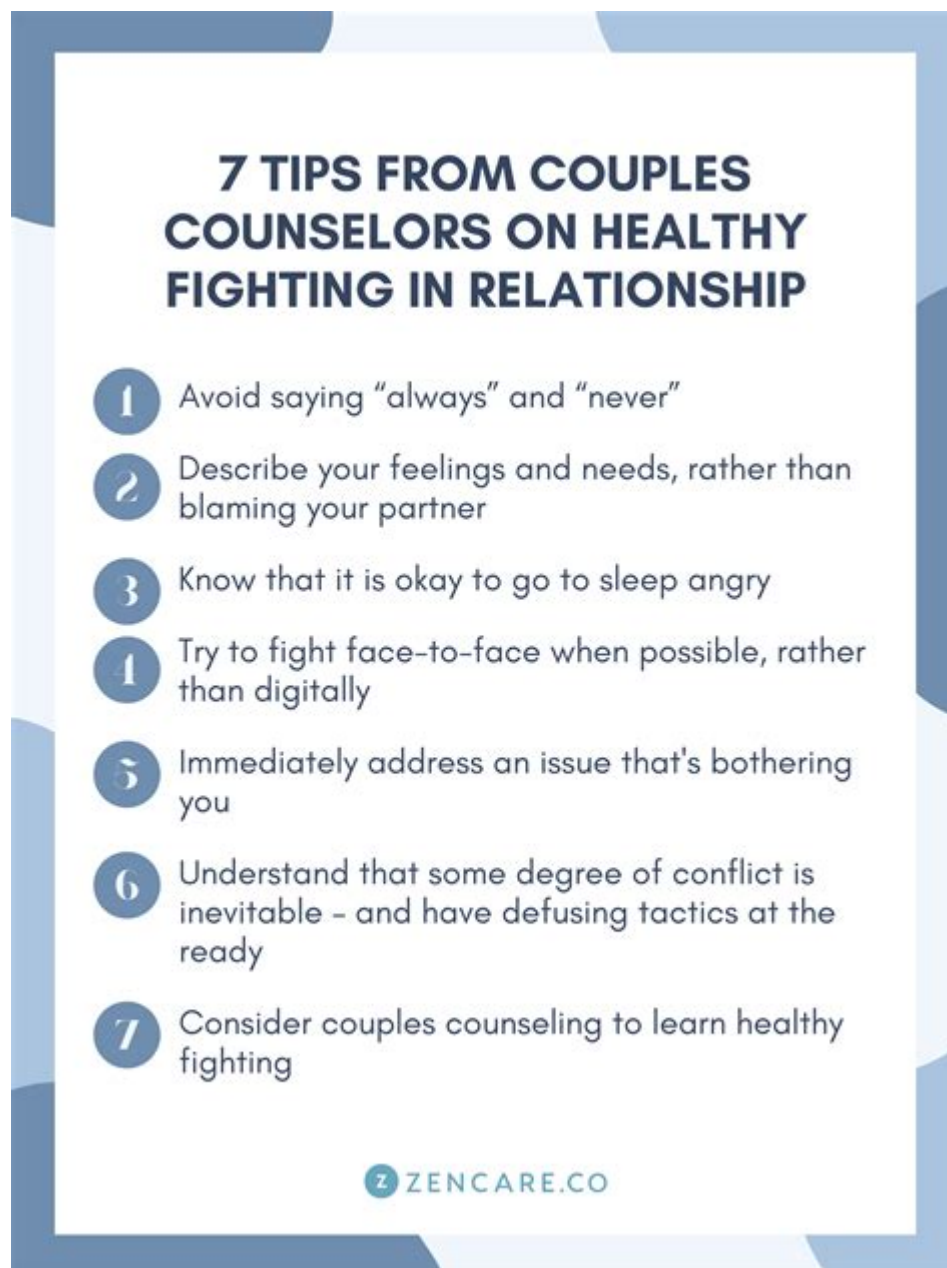 7 TIPS FROM COUPLES
COUNSELORS ON HEALTHY
FIGHTING IN RELATIONSHIP
1 Avoid saying “always” and “never”
2 Describe your feelings and needs, rather than
blaming your partner
3 Know that it is okay to go to sleep angry
4 Try to fight face-to-face when possible, rather
than digitally
5 Immediately address an issue that's bothering
you
6 Understand that some degree of conflict is
inevitable - and have defusing tactics at the
ready
7 Consider couples counseling to learn healthy
fighting
Z ZENCARE.CO